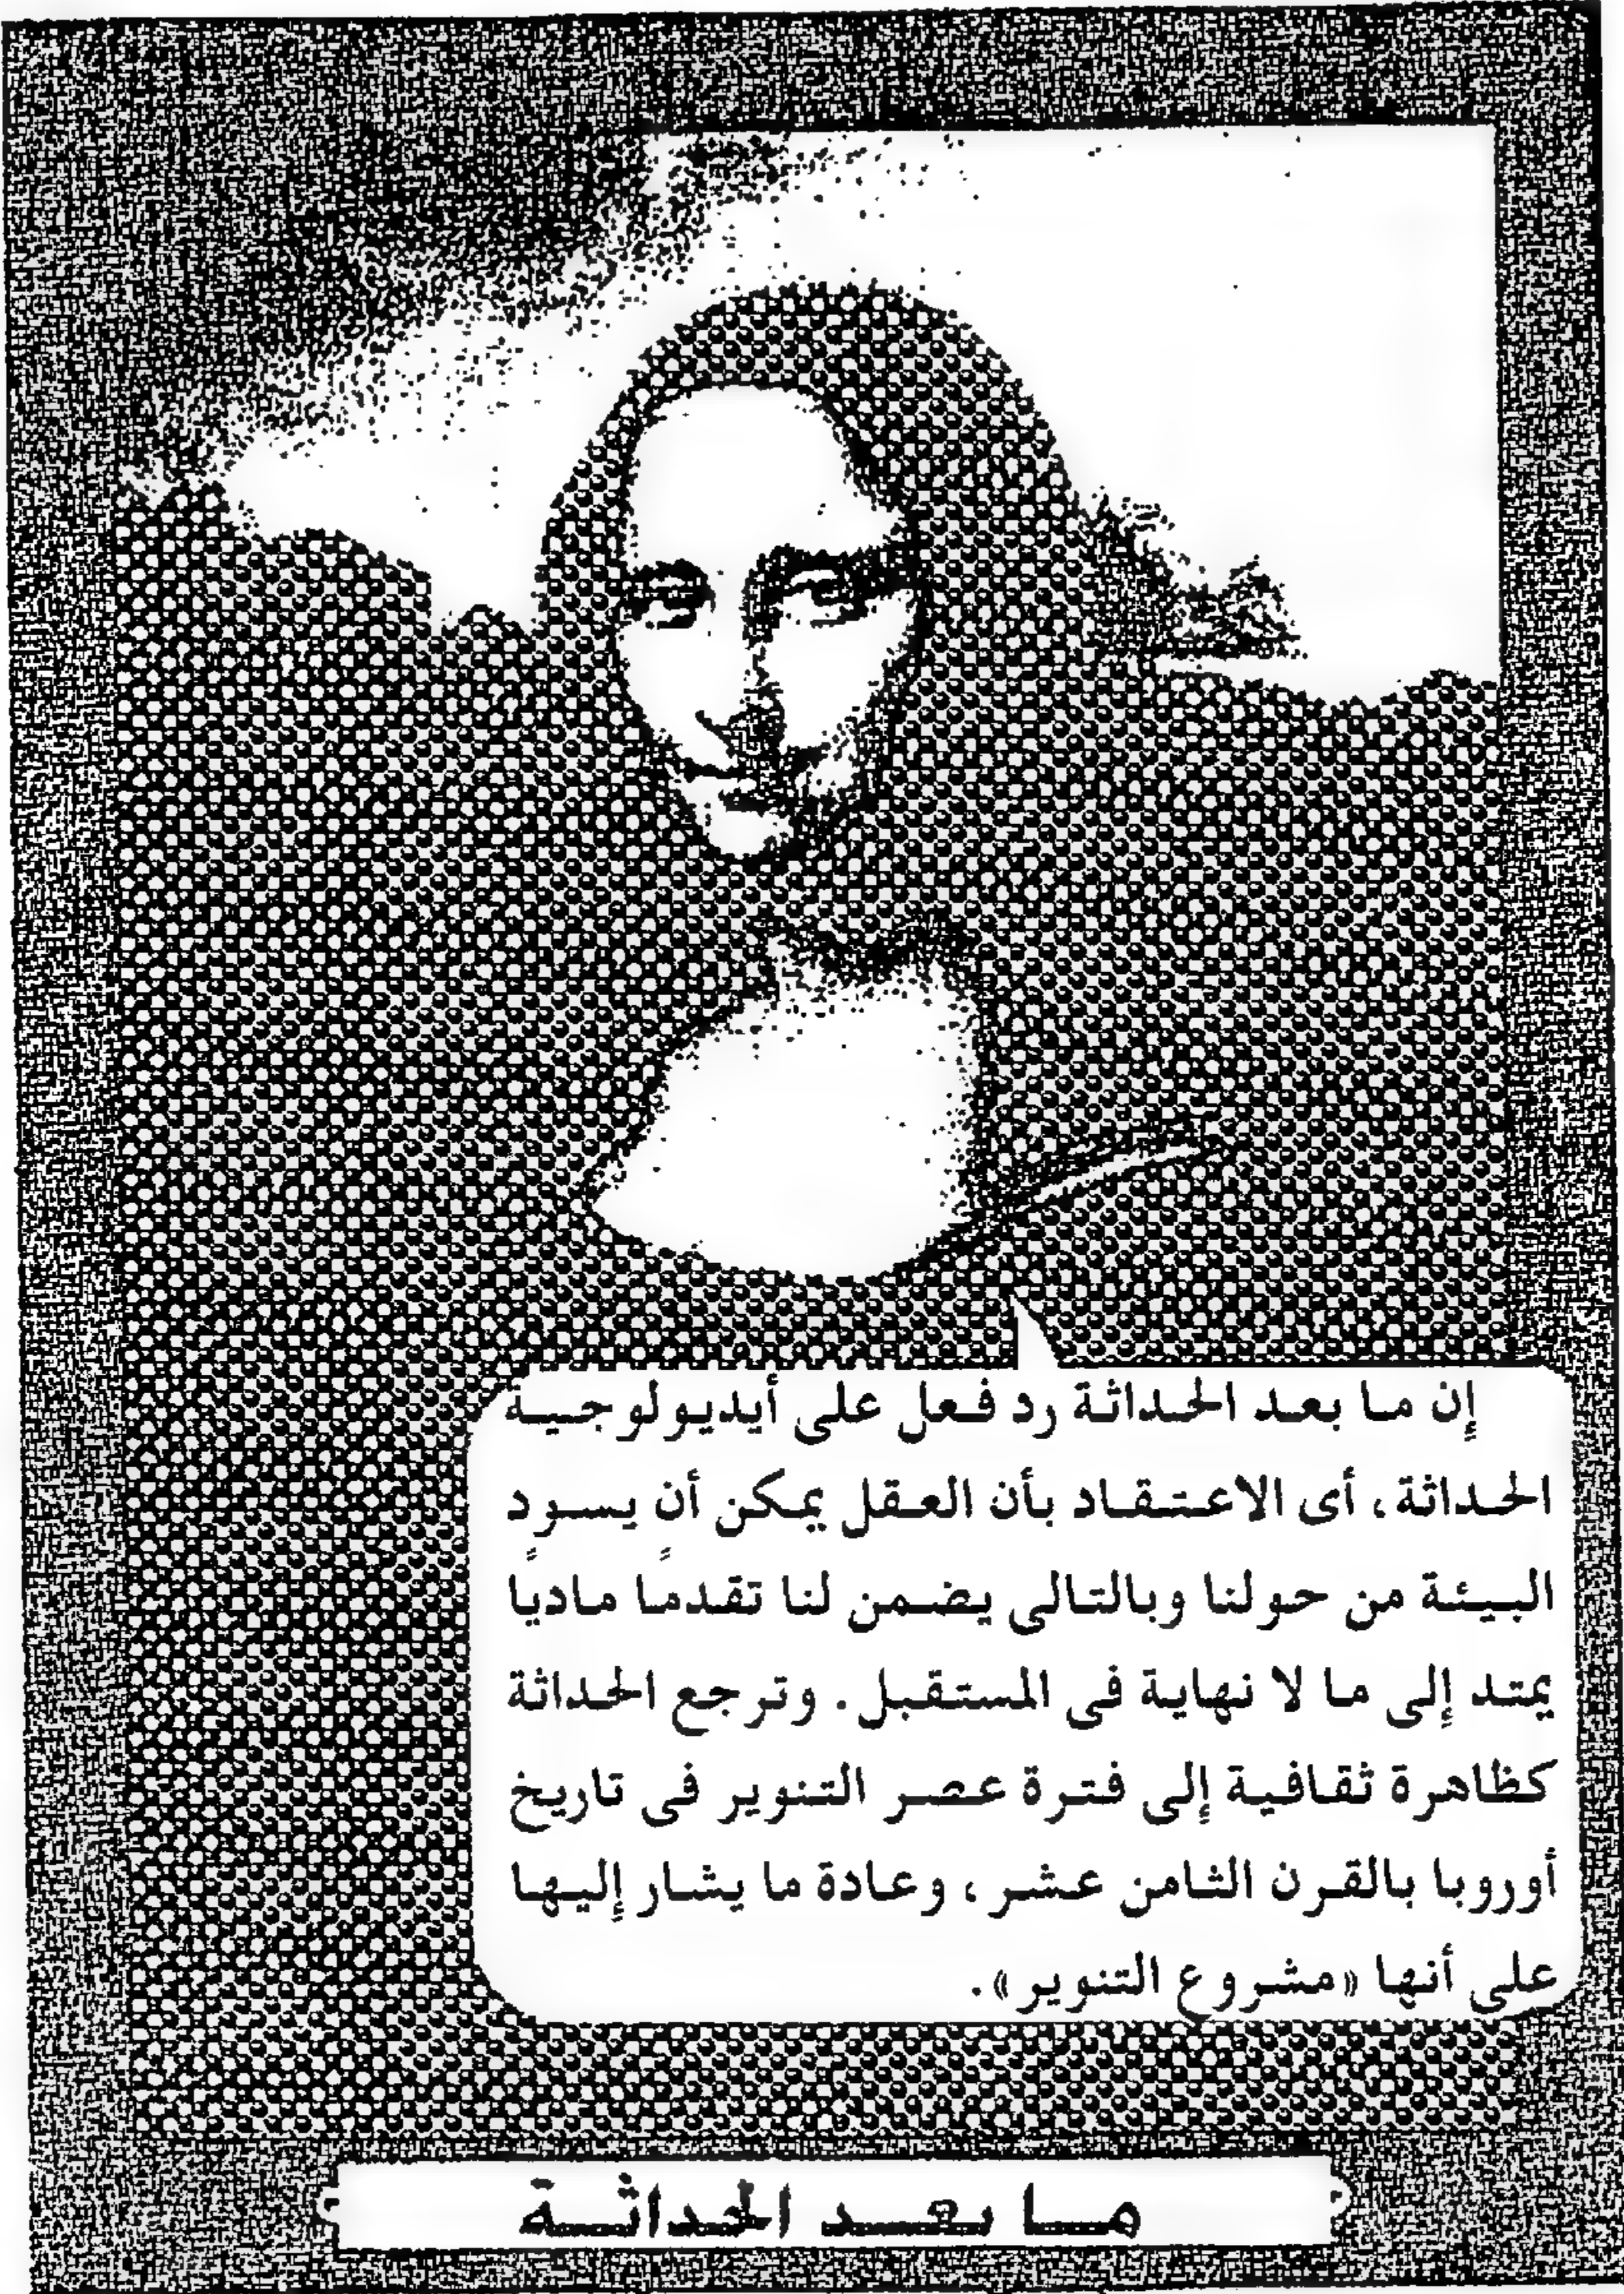 إن ما بعد الحداثة رد فعل على أيديولوجية
الحداثة، أى الاعتقاد بأن العقل يمكن أن يسود
البيئة من حولنا وبالتالى يضمن لنا تقدمًا ماديًا
يمتد إلى ما لا نهاية فى المستقبل. وترجع الحداثة
كظاهرة ثقافية إلى فترة عصر التنوير فى تاريخ
أوروبا بالقرن الثامن عشر، وعادة ما يشار إليها
على أنها «مشروع التنوير».
ما بعد الحداثة